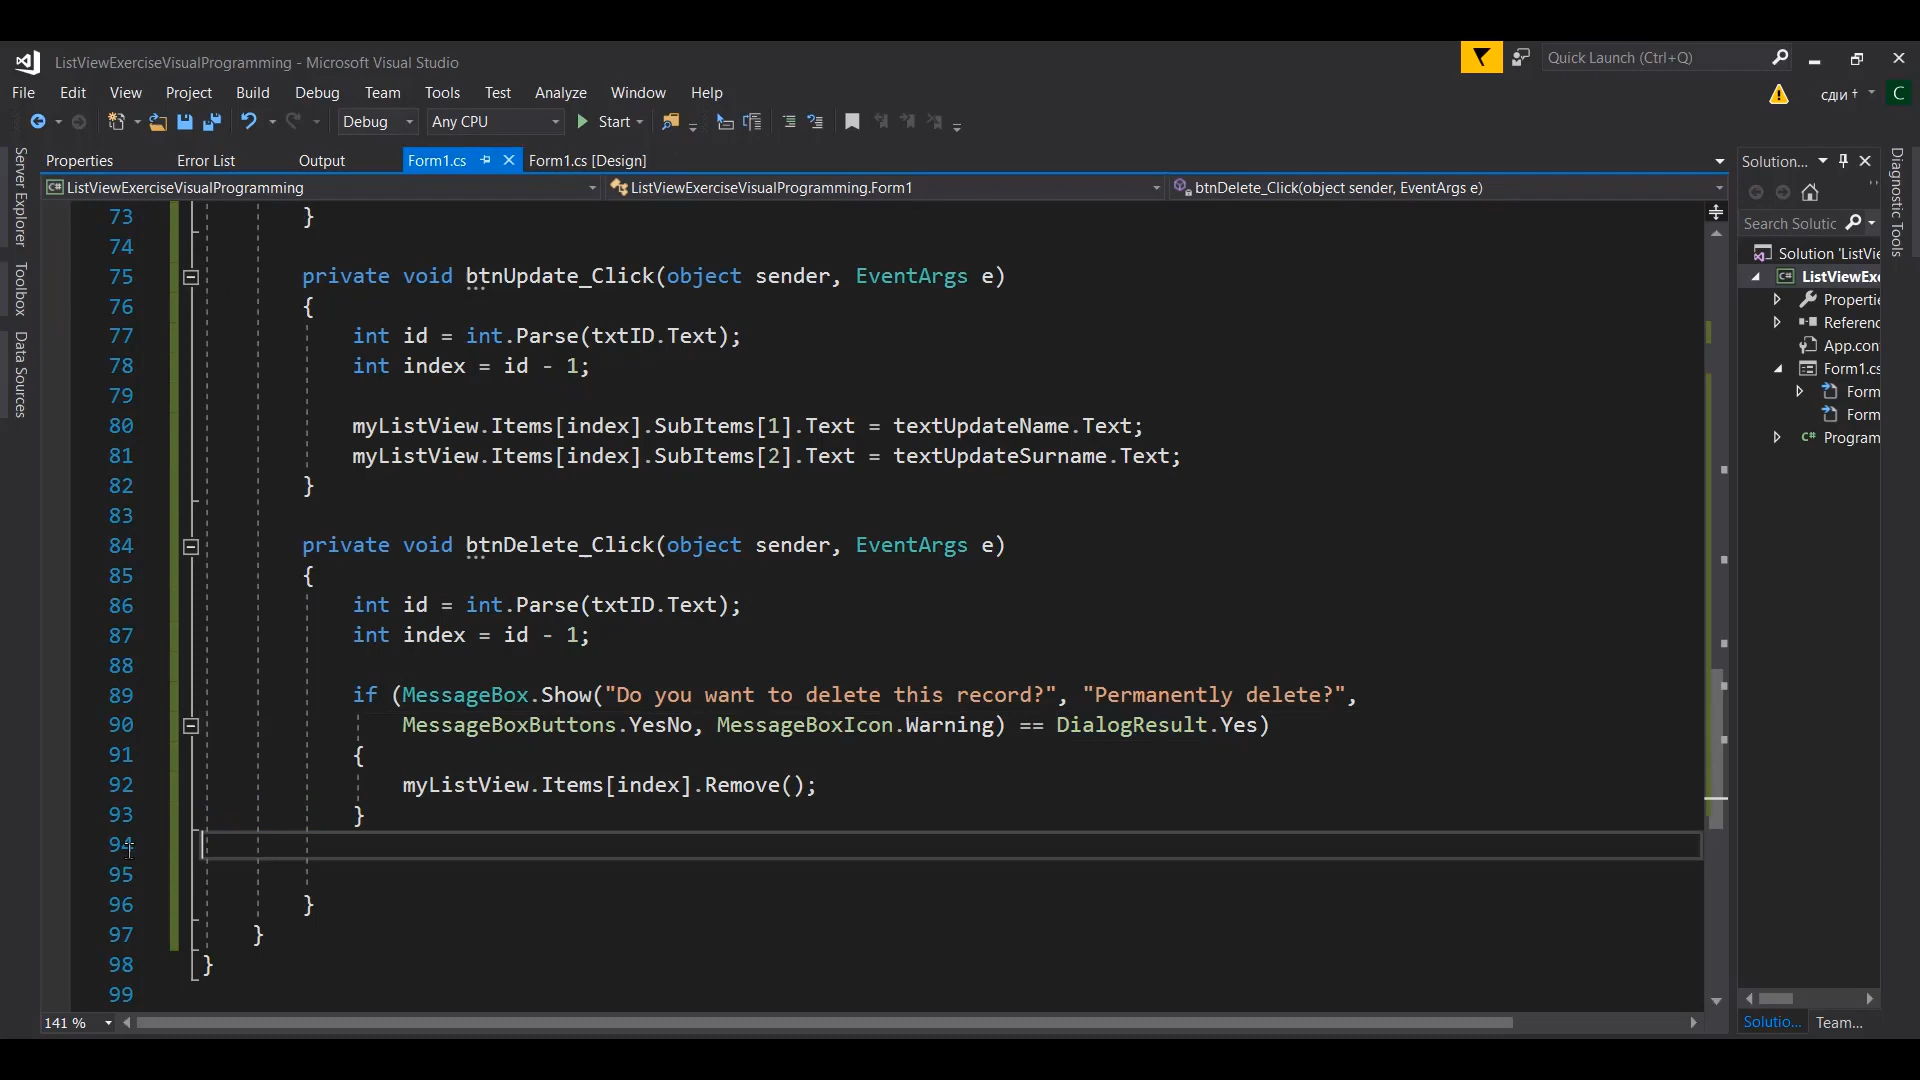 ListViewExerciseVisualProgramming - Microsoft Visual Studio
Quick Launch (Ctrl+Q)
File Edit View Project Build Debug Team Tools Test Analyze Window Help
Debug Any CPU Start
Server Explorer
Toolbox
Data Sources
Properties Error List Output Form1.cs Form1.cs [Design]
ListViewExerciseVisualProgramming ListViewExerciseVisualProgramming.Form1 btnDelete_Click(object sender, EventArgs e)
73 }
74
75 private void btnUpdate_Click(object sender, EventArgs e)
76 {
77 int id = int.Parse(txtID.Text);
78 int index = id - 1;
79
80 myListView.Items[index].SubItems[1].Text = textUpdateName.Text;
81 myListView.Items[index].SubItems[2].Text = textUpdateSurname.Text;
82 }
83
84 private void btnDelete_Click(object sender, EventArgs e)
85 {
86 int id = int.Parse(txtID.Text);
87 int index = id - 1;
88
89 if (MessageBox.Show("Do you want to delete this record?", "Permanently delete?",
90 MessageBoxButtons.YesNo, MessageBoxIcon.Warning) == DialogResult.Yes)
91 {
92 myListView.Items[index].Remove();
93 }
94
95
96 }
97 }
98 }
99
141 %
Solution...
Search Solutic
Solution 'ListVie
C# ListViewExe
Propertie
Referenc
App.con
Form1.cs
Form
Form
C# Program
Solutio... Team...
Diagnostic Tools
C